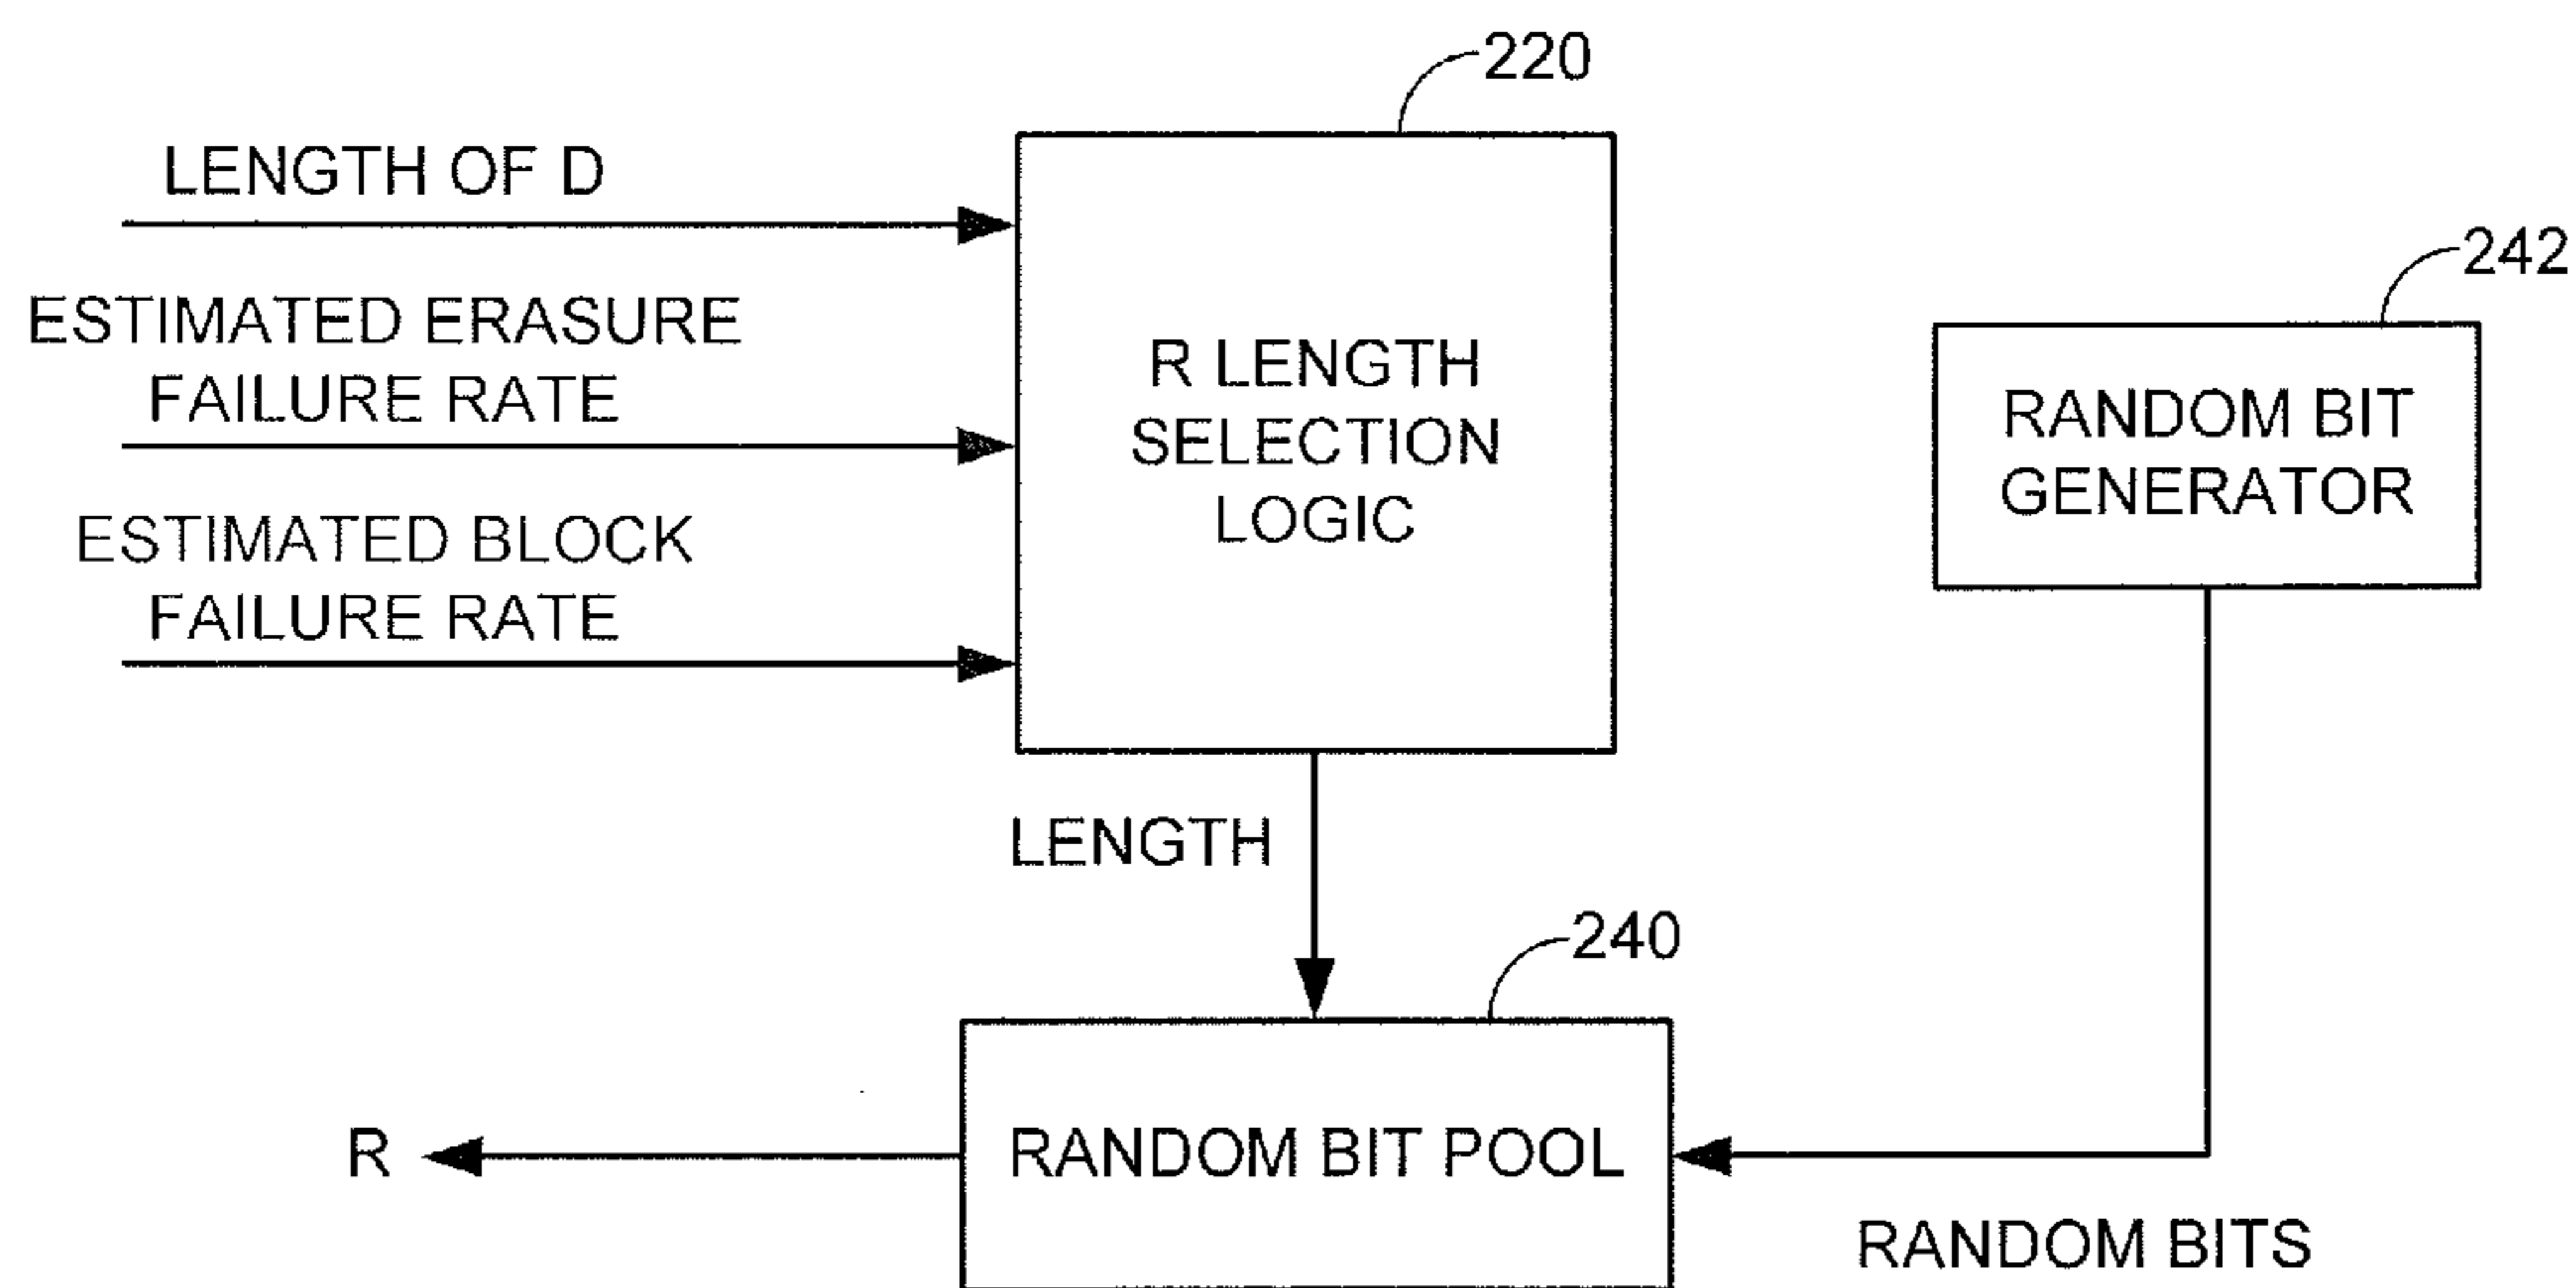 220
LENGTH OF D
242
ESTIMATED ERASURE
FAILURE RATE
R LENGTH
SELECTION
LOGIC
RANDOM BIT
GENERATOR
ESTIMATED BLOCK
FAILURE RATE
LENGTH
240
R
RANDOM BIT POOL
RANDOM BITS